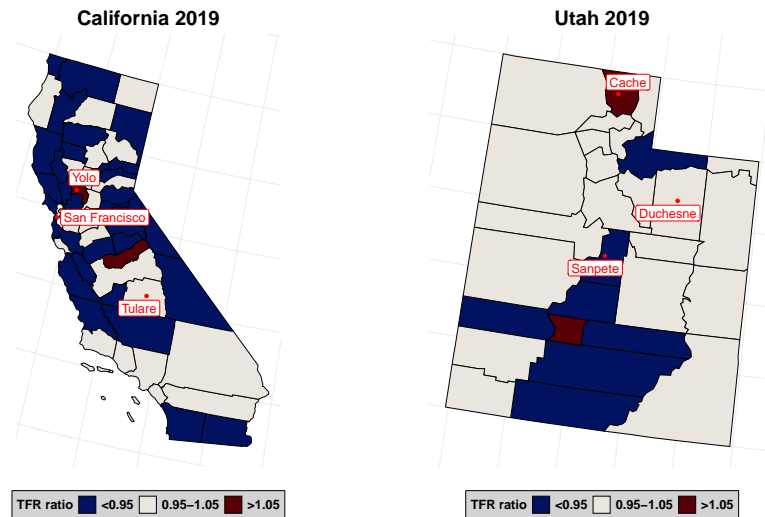 California 2019
Utah 2019
Yolo
San Francisco
Tulare
Cache
Duchesne
Sanpete
TFR ratio <0.95 0.95−1.05 >1.05
TFR ratio <0.95 0.95−1.05 >1.05